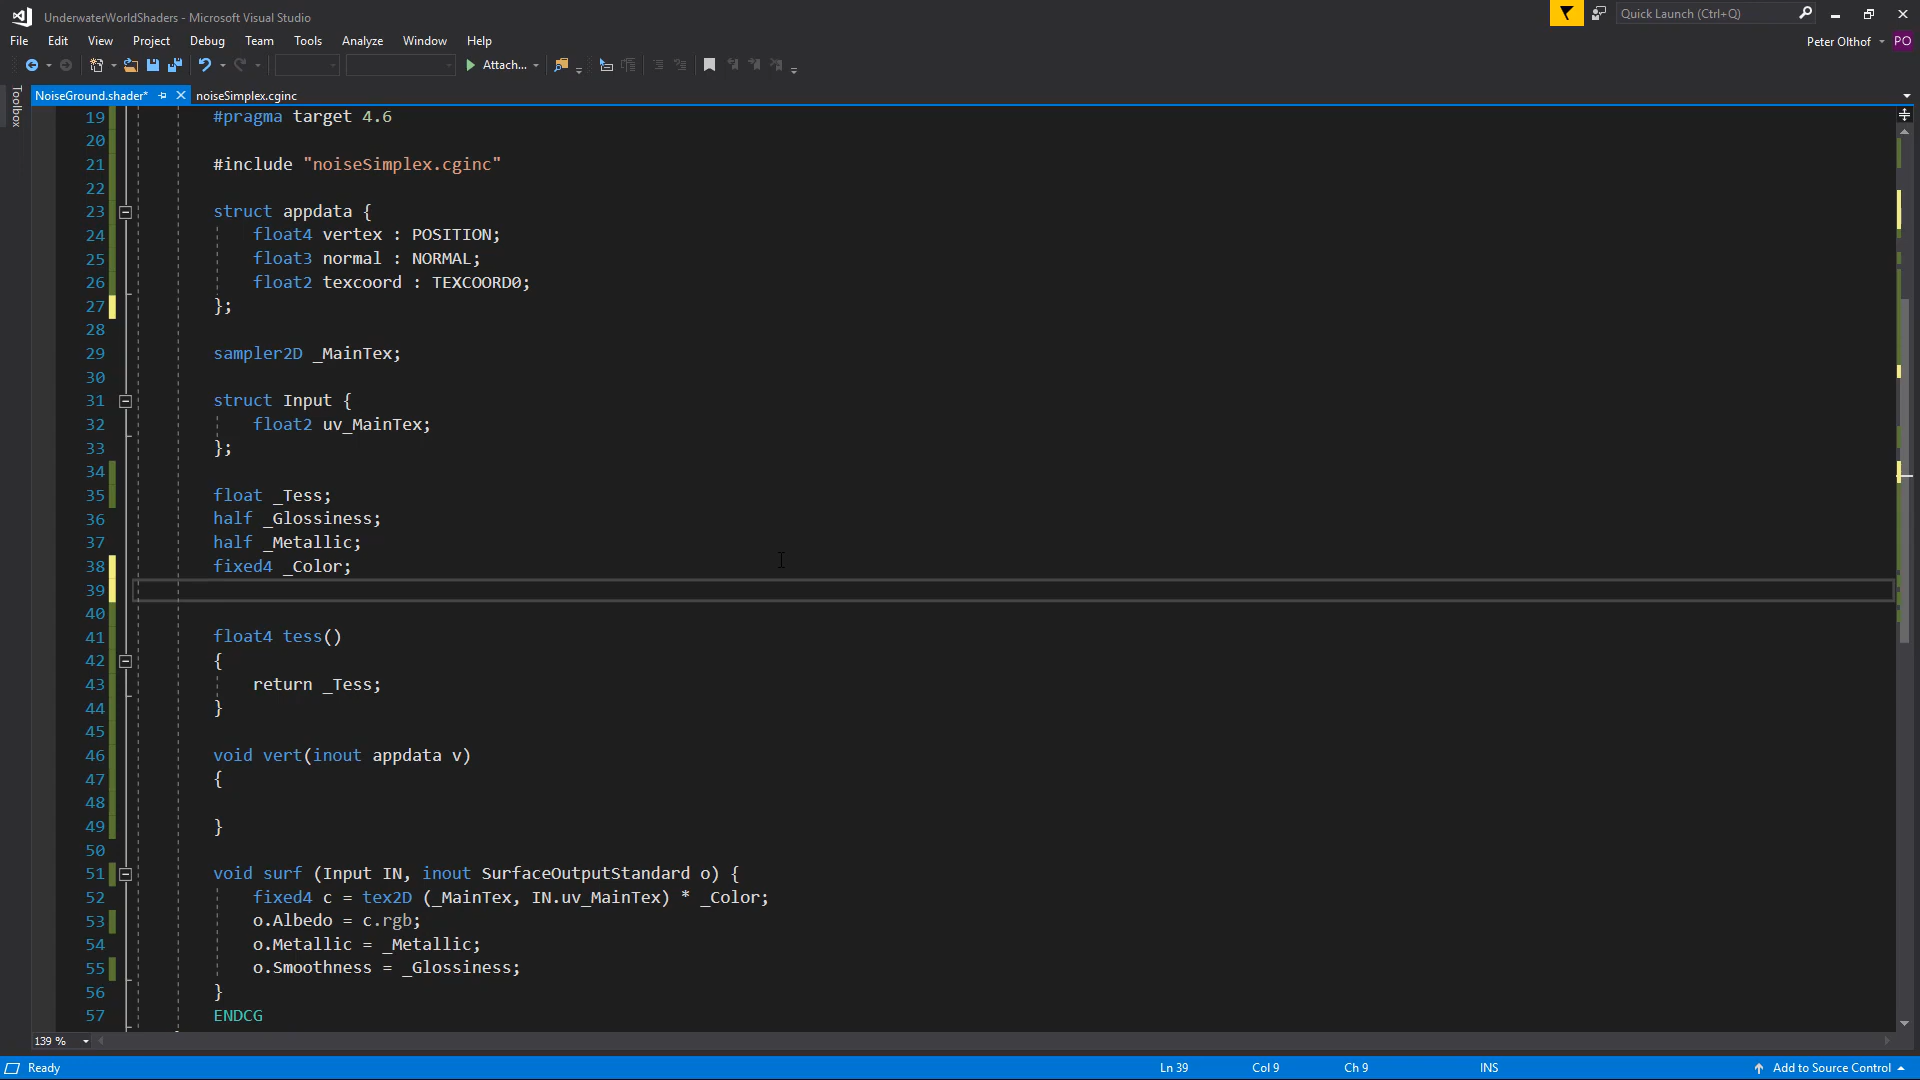 UnderwaterWorldShaders - Microsoft Visual Studio
Quick Launch (Ctrl+Q)
File Edit View Project Debug Team Tools Analyze Window Help
Peter Olthof PO
Attach...
Toolbox
NoiseGround.shader* noiseSimplex.cginc
19 #pragma target 4.6
20
21 #include "noiseSimplex.cginc"
22
23 struct appdata {
24 float4 vertex : POSITION;
25 float3 normal : NORMAL;
26 float2 texcoord : TEXCOORD0;
27 };
28
29 sampler2D _MainTex;
30
31 struct Input {
32 float2 uv_MainTex;
33 };
34
35 float _Tess;
36 half _Glossiness;
37 half _Metallic;
38 fixed4 _Color;
39
40
41 float4 tess()
42 {
43 return _Tess;
44 }
45
46 void vert(inout appdata v)
47 {
48
49 }
50
51 void surf (Input IN, inout SurfaceOutputStandard o) {
52 fixed4 c = tex2D (_MainTex, IN.uv_MainTex) * _Color;
53 o.Albedo = c.rgb;
54 o.Metallic = _Metallic;
55 o.Smoothness = _Glossiness;
56 }
57 ENDCG
139 %
Ready Ln 39 Col 9 Ch 9 INS Add to Source Control